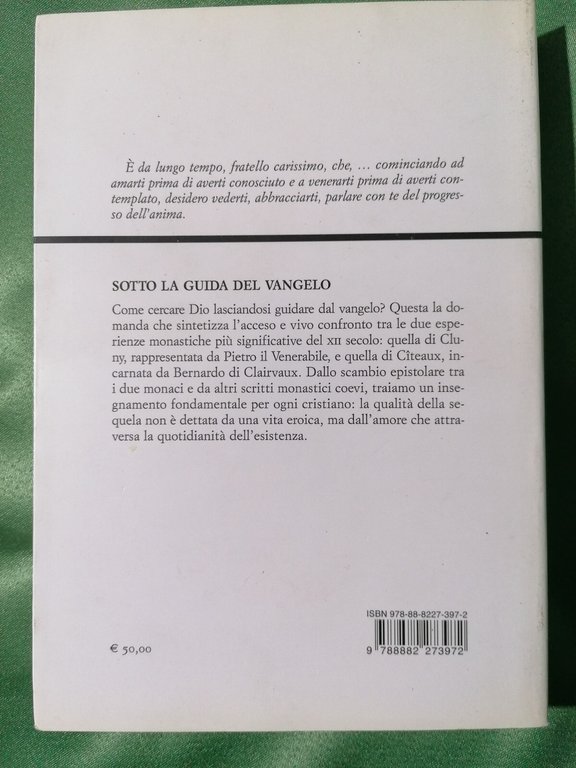 È da lungo tempo, fratello carissimo, che, … cominciando ad
amarti prima di averti conosciuto e a venerarti prima di averti con-
templato, desidero vederti, abbracciarti, parlare con te del progres-
so dell'anima.
SOTTO LA GUIDA DEL VANGELO
Come cercare Dio lasciandosi guidare dal vangelo? Questa la do-
manda che sintetizza l'acceso e vivo confronto tra le due espe-
rienze monastiche più significative del XII secolo: quella di Clu-
ny, rappresentata da Pietro il Venerabile, e quella di Cîteaux, in-
carnata da Bernardo di Clairvaux. Dallo scambio epistolare tra
i due monaci e da altri scritti monastici coevi, traiamo un inse-
gnamento fondamentale per ogni cristiano: la qualità della se-
quela non è dettata da una vita eroica, ma dall'amore che attra-
versa la quotidianità dell'esistenza.
ISBN 978-88-8227-397-2
€ 50,00
9 788882 273972